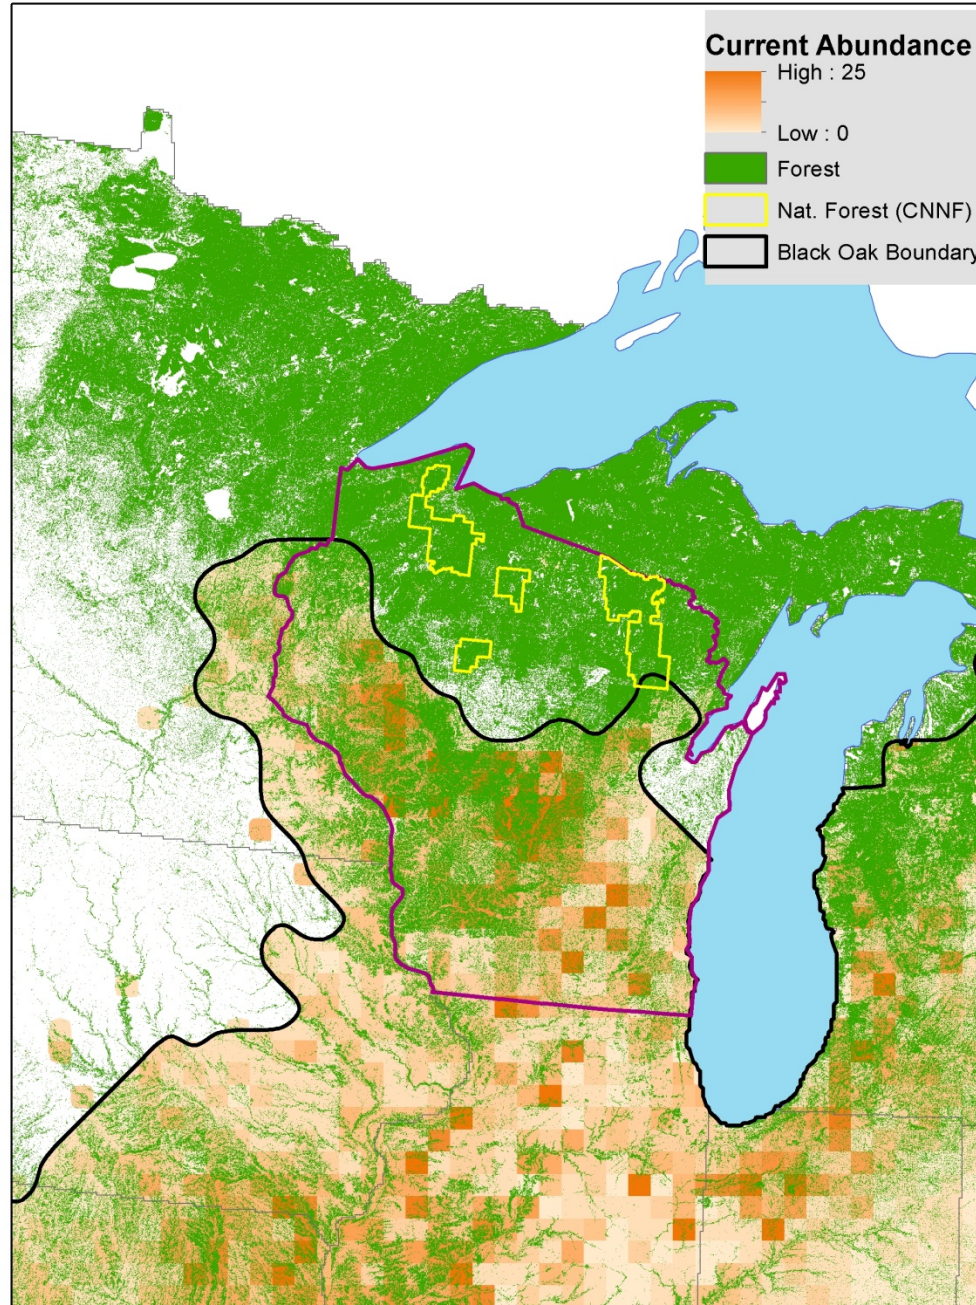 Current Abundance
High : 25
Low : 0
Forest
Nat. Forest (CNNF)
Black Oak Boundary